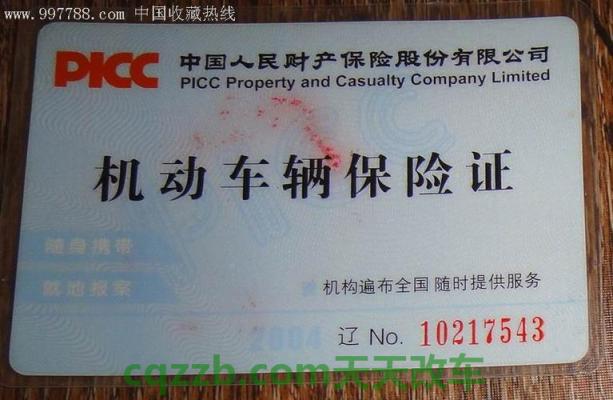 www.997788.com 中国收藏热线
PICC 中国人民财产保险股份有限公司
PICC Property and Casualty Company Limited
机动车辆保险证
随身携带
就地报案
机构遍布全国 随时提供服务
2004 辽 No. 10217543
cqzzb.com天天改车